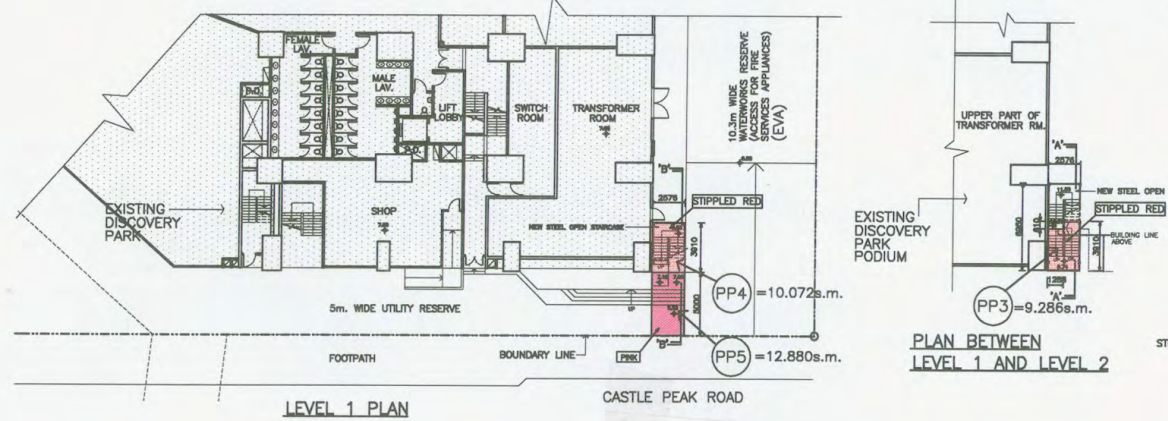 FEMALE
LAV.
MALE
LAV.
LIFT
LOBBY
SWITCH
ROOM
TRANSFORMER
ROOM
10.3m WIDE
WATERWORKS RESERVE
(ACCESS FOR FIRE
SERVICES APPLIANCES)
(EVA)
'B'
2575
STIPPLED RED
EXISTING
DISCOVERY
PARK
SHOP
NEW STEEL OPEN STAIRCASE
3910
PP4 =10.072s.m.
5000
5m. WIDE UTILITY RESERVE
UP
'B'
PINK
PP5 =12.880s.m.
FOOTPATH
BOUNDARY LINE
CASTLE PEAK ROAD
LEVEL 1 PLAN
UPPER PART OF
TRANSFORMER RM.
'A'
2575
NEW STEEL OPEN
STIPPLED RED
EXISTING
DISCOVERY
PARK
PODIUM
BUILDING LINE
ABOVE
3910
'A'
PP3 =9.286s.m.
PLAN BETWEEN
LEVEL 1 AND LEVEL 2
ST